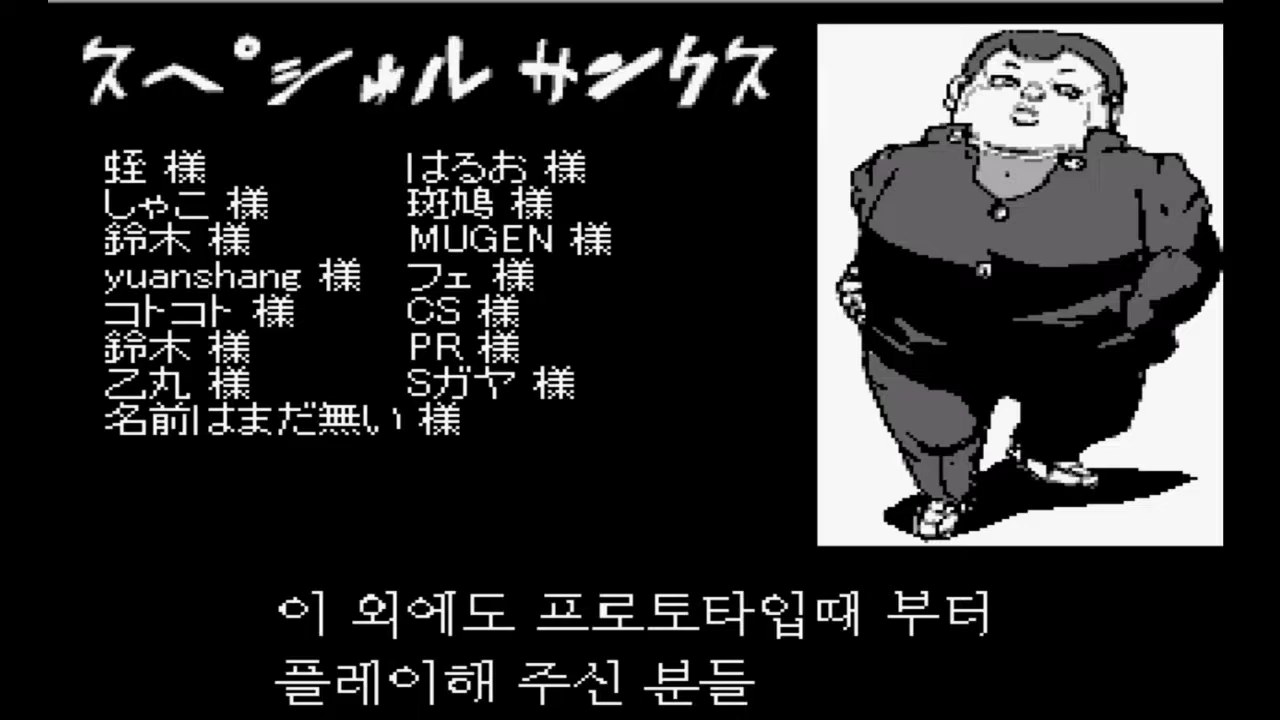 スペシャル サンクス
蛭 様
しゃこ 様
鈴木 様
yuanshang 様
コトコト 様
鈴木 様
乙丸 様
名前はまだ無い 様
はるお 様
斑鳩 様
MUGEN 様
フェ 様
CS 様
PR 様
Sガヤ 様
이 외에도 프로토타입때 부터
플레이해 주신 분들